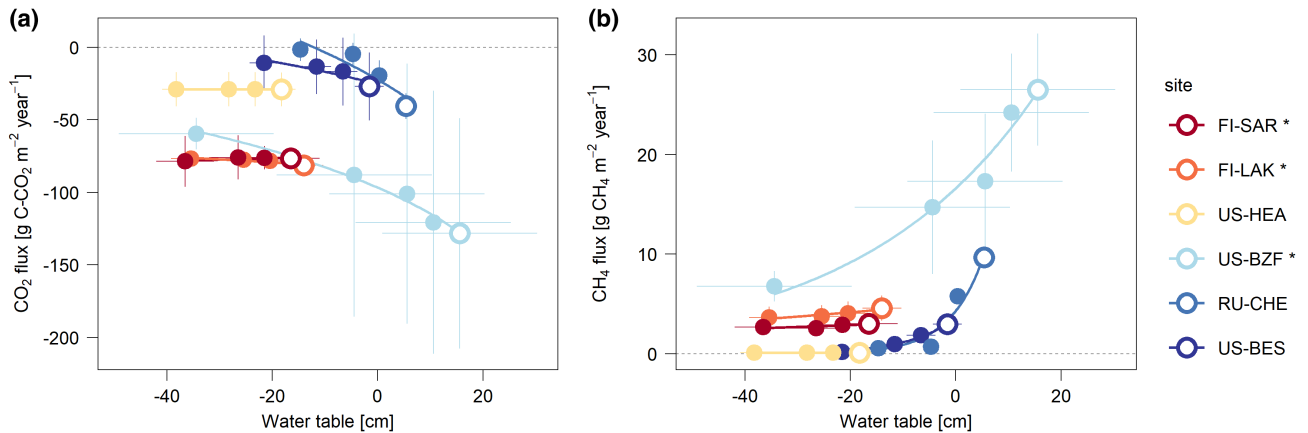 (a)
CO₂ flux [g C-CO₂ m⁻² year⁻¹]
0
-50
-100
-150
-200
-40
-20
0
20
Water table [cm]
(b)
CH₄ flux [g CH₄ m⁻² year⁻¹]
30
20
10
0
-40
-20
0
20
Water table [cm]
site
FI-SAR *
FI-LAK *
US-HEA
US-BZF *
RU-CHE
US-BES